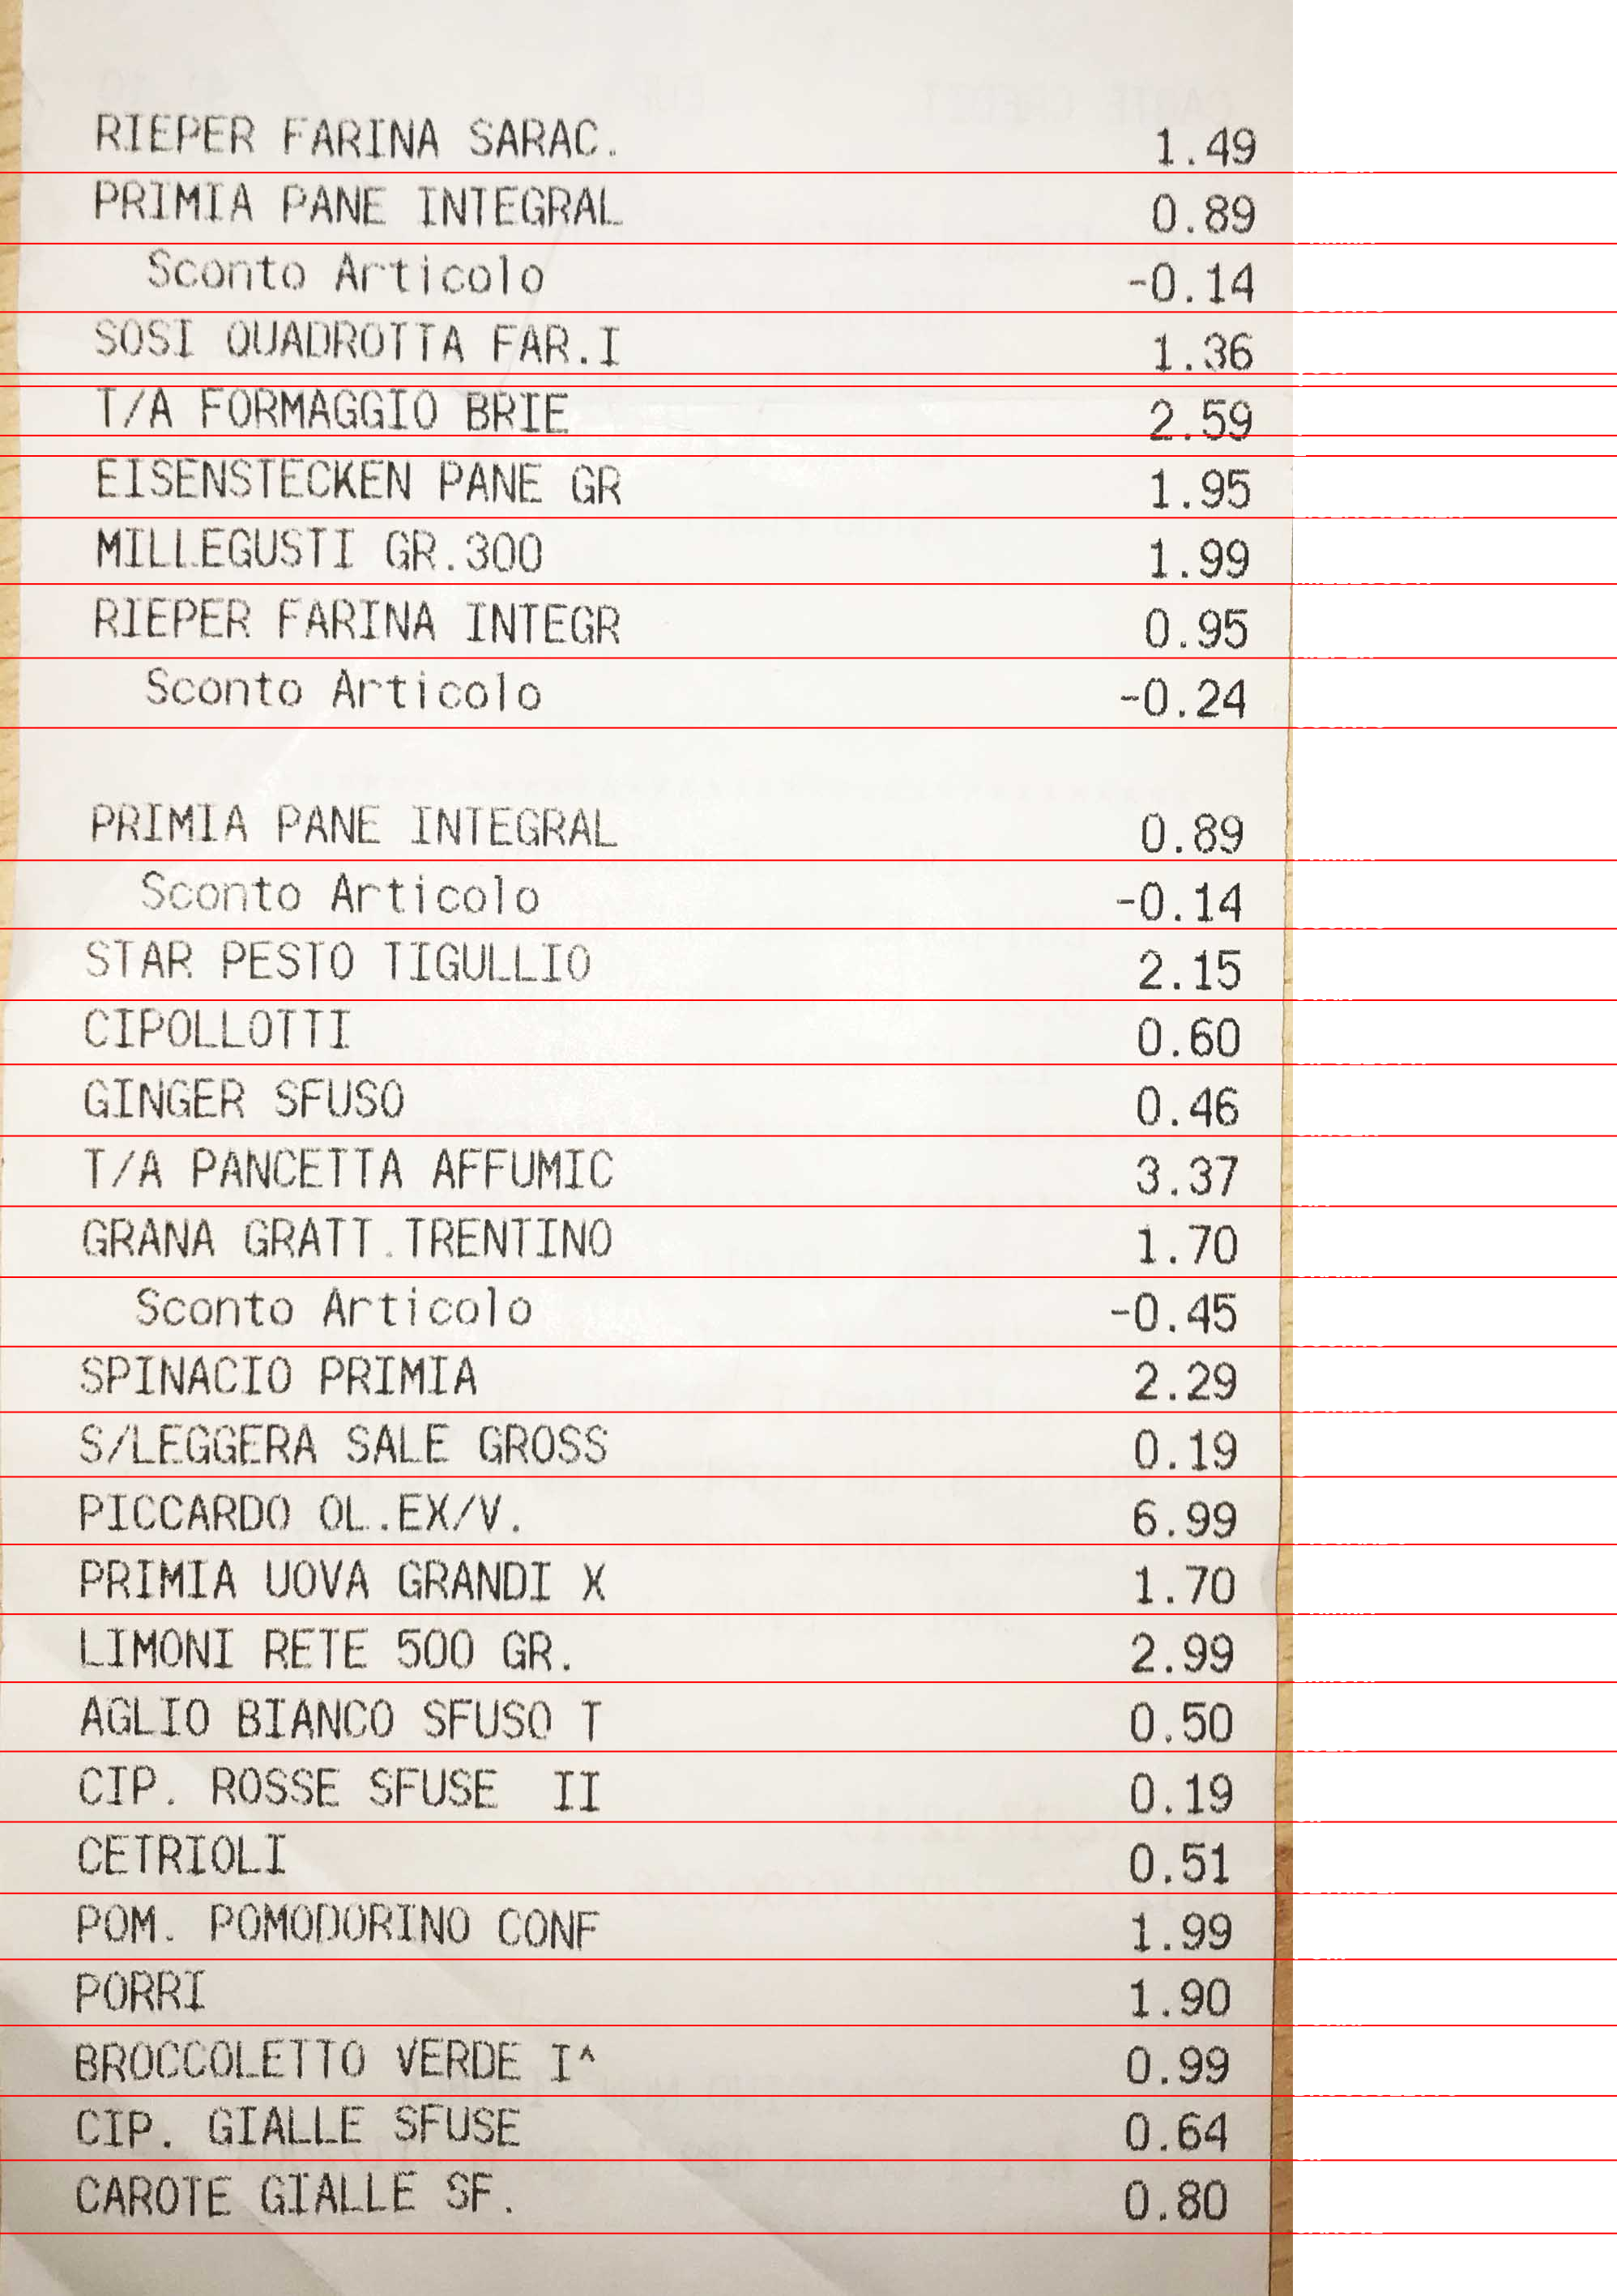 RIEPER FARINA SARAC. 1.49
PRIMIA PANE INTEGRAL 0.89
Sconto Articolo -0.14
SOSI QUADROTTA FAR.I 1.36
T/A FORMAGGIO BRIE 2.59
EISENSTECKEN PANE GR 1.95
MILLEGUSTI GR.300 1.99
RIEPER FARINA INTEGR 0.95
Sconto Articolo -0.24
PRIMIA PANE INTEGRAL 0.89
Sconto Articolo -0.14
STAR PESTO TIGULLIO 2.15
CIPOLLOTTI 0.60
GINGER SFUSO 0.46
T/A PANCETTA AFFUMIC 3.37
GRANA GRATT.TRENTINO 1.70
Sconto Articolo -0.45
SPINACIO PRIMIA 2.29
S/LEGGERA SALE GROSS 0.19
PICCARDO OL.EX/V. 6.99
PRIMIA UOVA GRANDI X 1.70
LIMONI RETE 500 GR. 2.99
AGLIO BIANCO SFUSO T 0.50
CIP. ROSSE SFUSE II 0.19
CETRIOLI 0.51
POM. POMODORINO CONF 1.99
PORRI 1.90
BROCCOLETTO VERDE I^ 0.99
CIP. GIALLE SFUSE 0.64
CAROTE GIALLE SF. 0.80